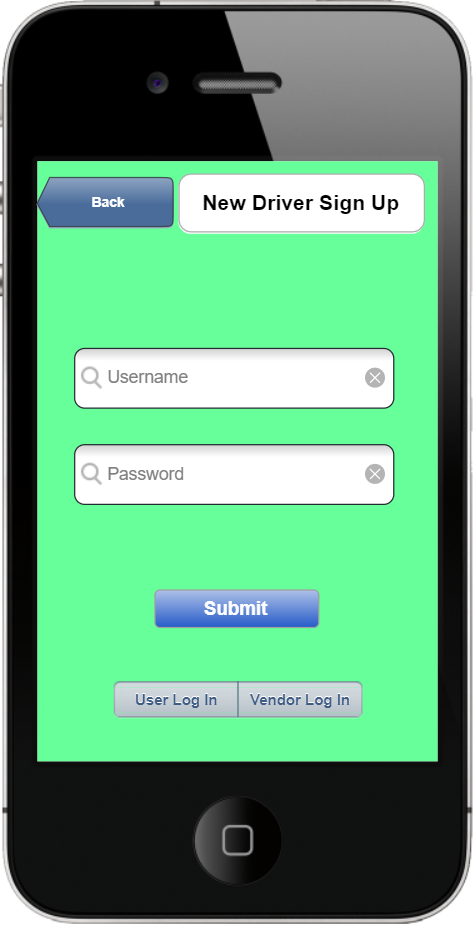 Back
New Driver Sign Up
Username
Password
Submit
User Log In
Vendor Log In